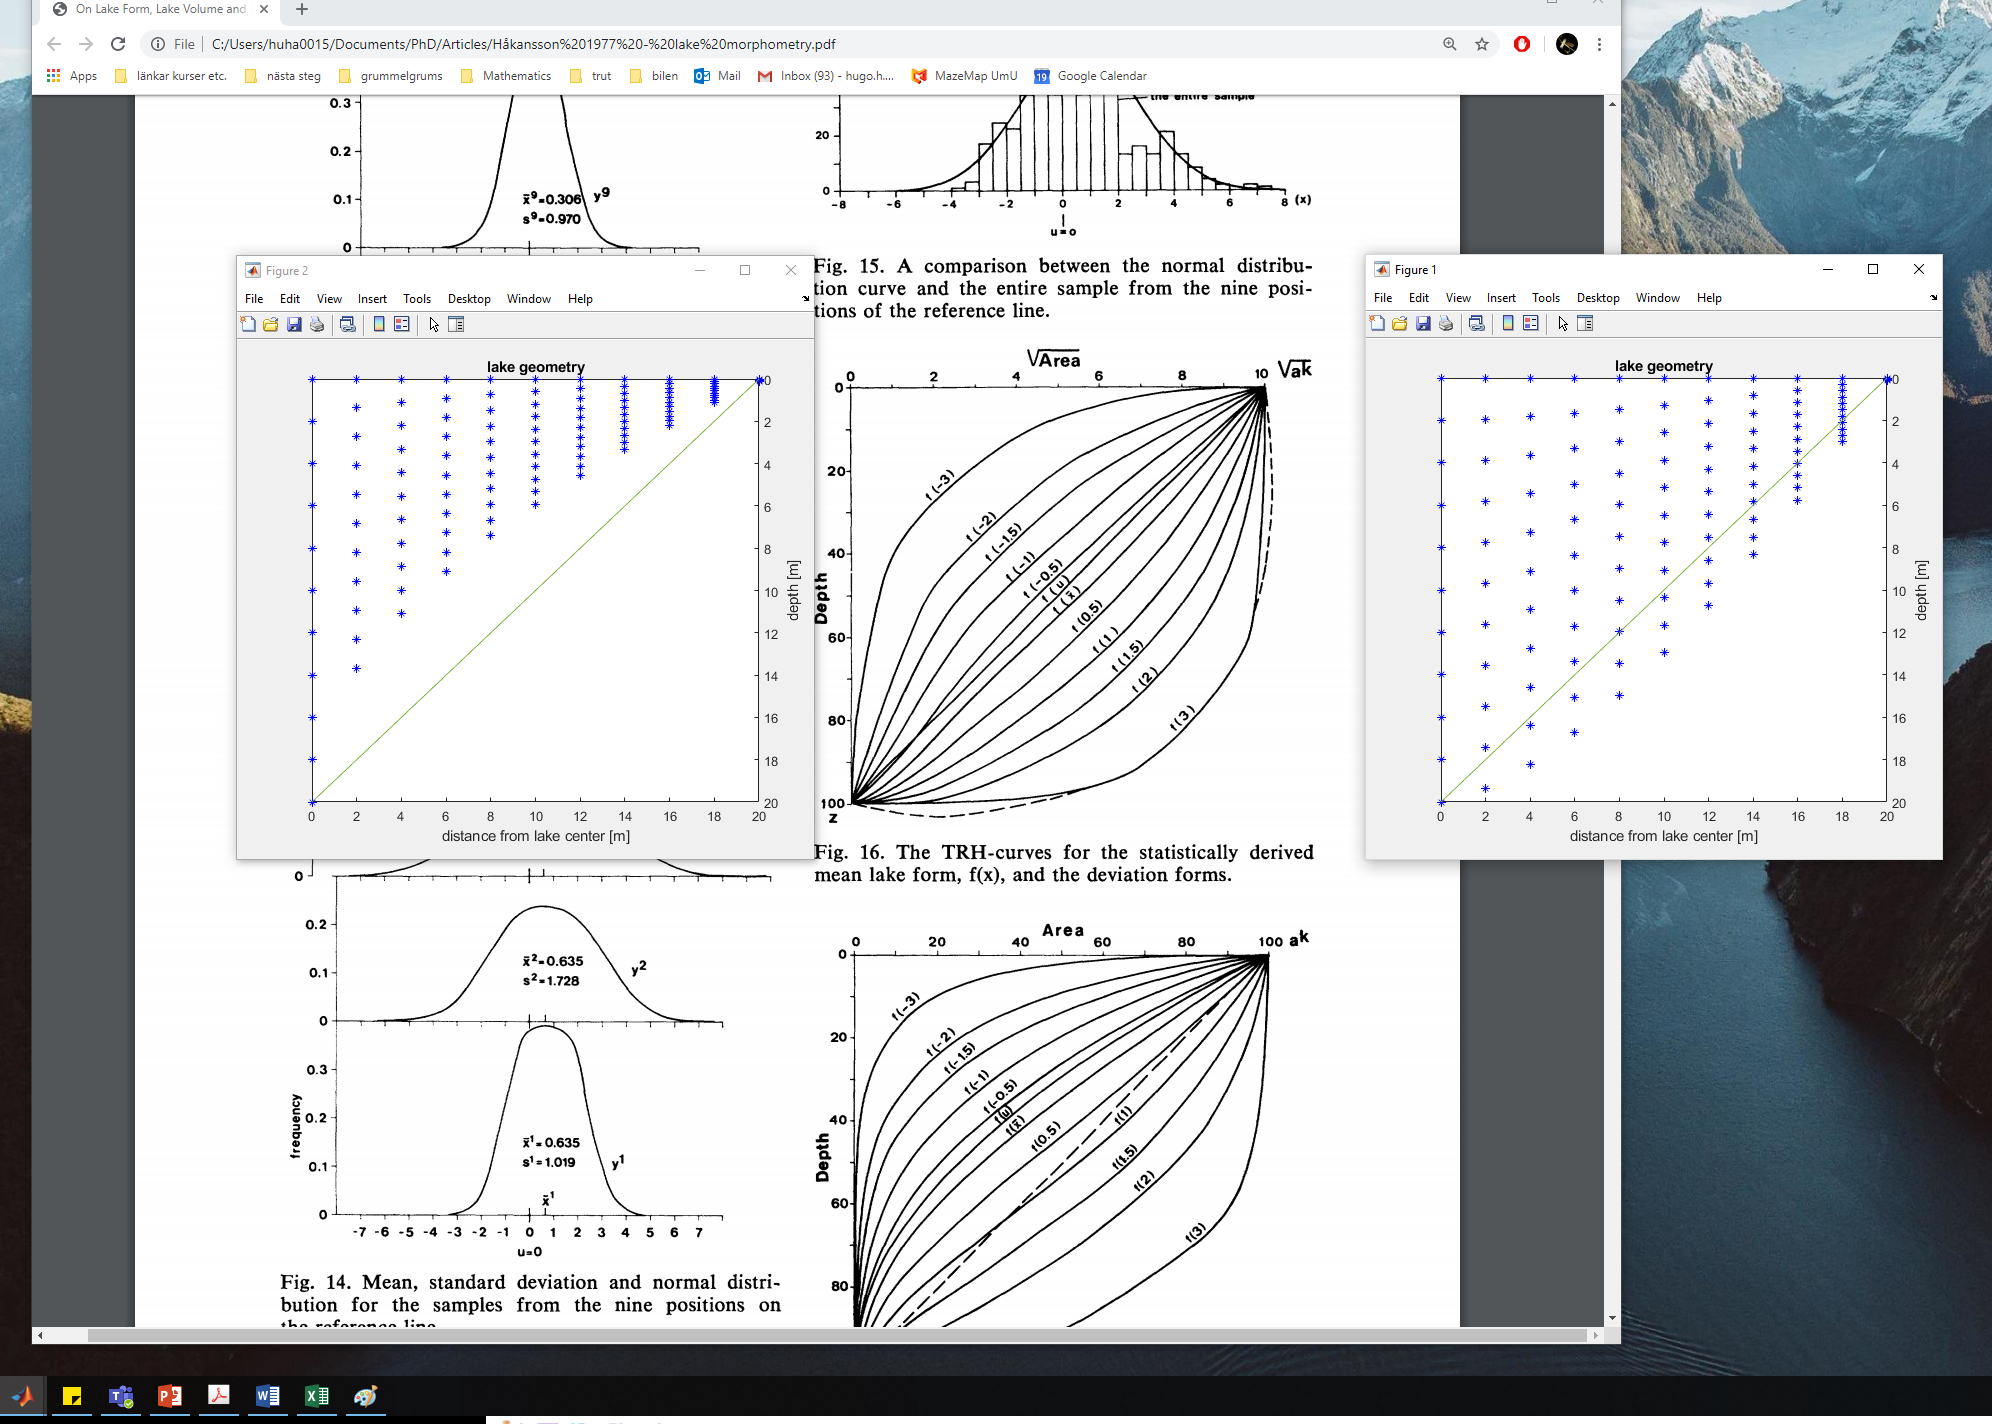 On Lake Form, Lake Volume and
File C:/Users/huha0015/Documents/PhD/Articles/Håkansson%201977%20-%20lake%20morphometry.pdf
Apps länkar kurser etc. nästa steg grummelgrums Mathematics trut bilen Mail Inbox (93) - hugo.h.... MazeMap UmU 19 Google Calendar
0.3
0.2
0.1
0
x̄⁹=0.306 y⁹
s⁹=0.970
the entire sample
20
0
-8 -6 -4 -2 0 2 4 6 8 (x)
u=o
Fig. 15. A comparison between the normal distribu-
tion curve and the entire sample from the nine posi-
tions of the reference line.
Figure 2
File Edit View Insert Tools Desktop Window Help
lake geometry
0
2
4
6
8
10
12
14
16
18
20
depth [m]
0 2 4 6 8 10 12 14 16 18 20
distance from lake center [m]
√Area
0 2 4 6 8 10 √ak
0
20
40
60
80
100
Depth
z
f(-3)
f(-2)
f(-1.5)
f(-1)
f(-0.5)
f(u)
f(x̄)
f(0.5)
f(1)
f(1.5)
f(2)
f(3)
Fig. 16. The TRH-curves for the statistically derived
mean lake form, f(x), and the deviation forms.
Figure 1
File Edit View Insert Tools Desktop Window Help
lake geometry
0
2
4
6
8
10
12
14
16
18
20
depth [m]
0 2 4 6 8 10 12 14 16 18 20
distance from lake center [m]
0
0.2
0.1
0
x̄²=0.635
s²=1.728
y²
0.3
0.2
0.1
0
frequency
x̄¹=0.635
s¹=1.019
y¹
x̄¹
-7 -6 -5 -4 -3 -2 -1 0 1 2 3 4 5 6 7
u=0
Fig. 14. Mean, standard deviation and normal distri-
bution for the samples from the nine positions on
the reference line.
Area
0 20 40 60 80 100 ak
0
20
40
60
80
Depth
f(-3)
f(-2)
f(-1.5)
f(-1)
f(-0.5)
f(u)
f(x̄)
f(0.5)
f(1)
f(1.5)
f(2)
f(3)